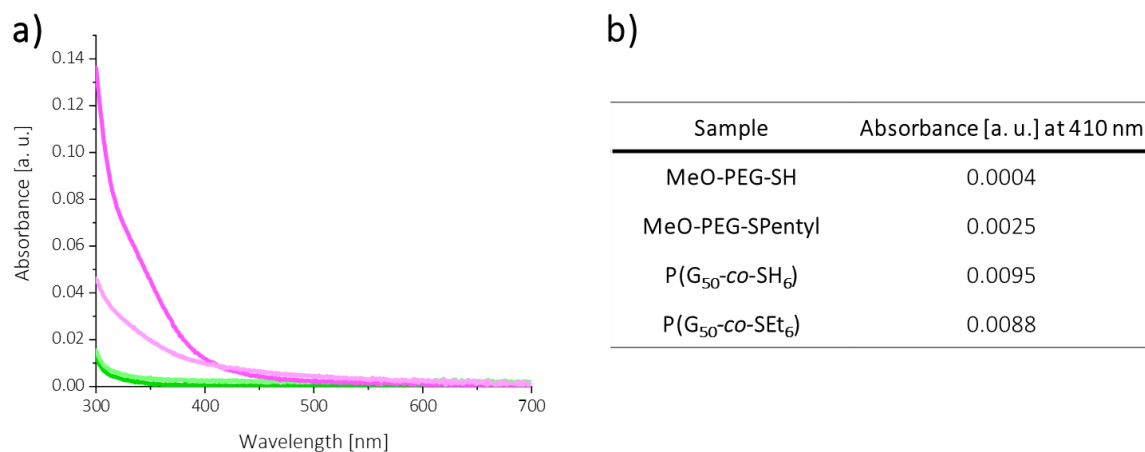 a)
0.14
0.12
0.10
0.08
0.06
0.04
0.02
0.00
Absorbance [a. u.]
300 400 500 600 700
Wavelength [nm]
b)
Sample Absorbance [a. u.] at 410 nm
MeO-PEG-SH 0.0004
MeO-PEG-SPentyl 0.0025
P(G₅₀-co-SH₆) 0.0095
P(G₅₀-co-SEt₆) 0.0088